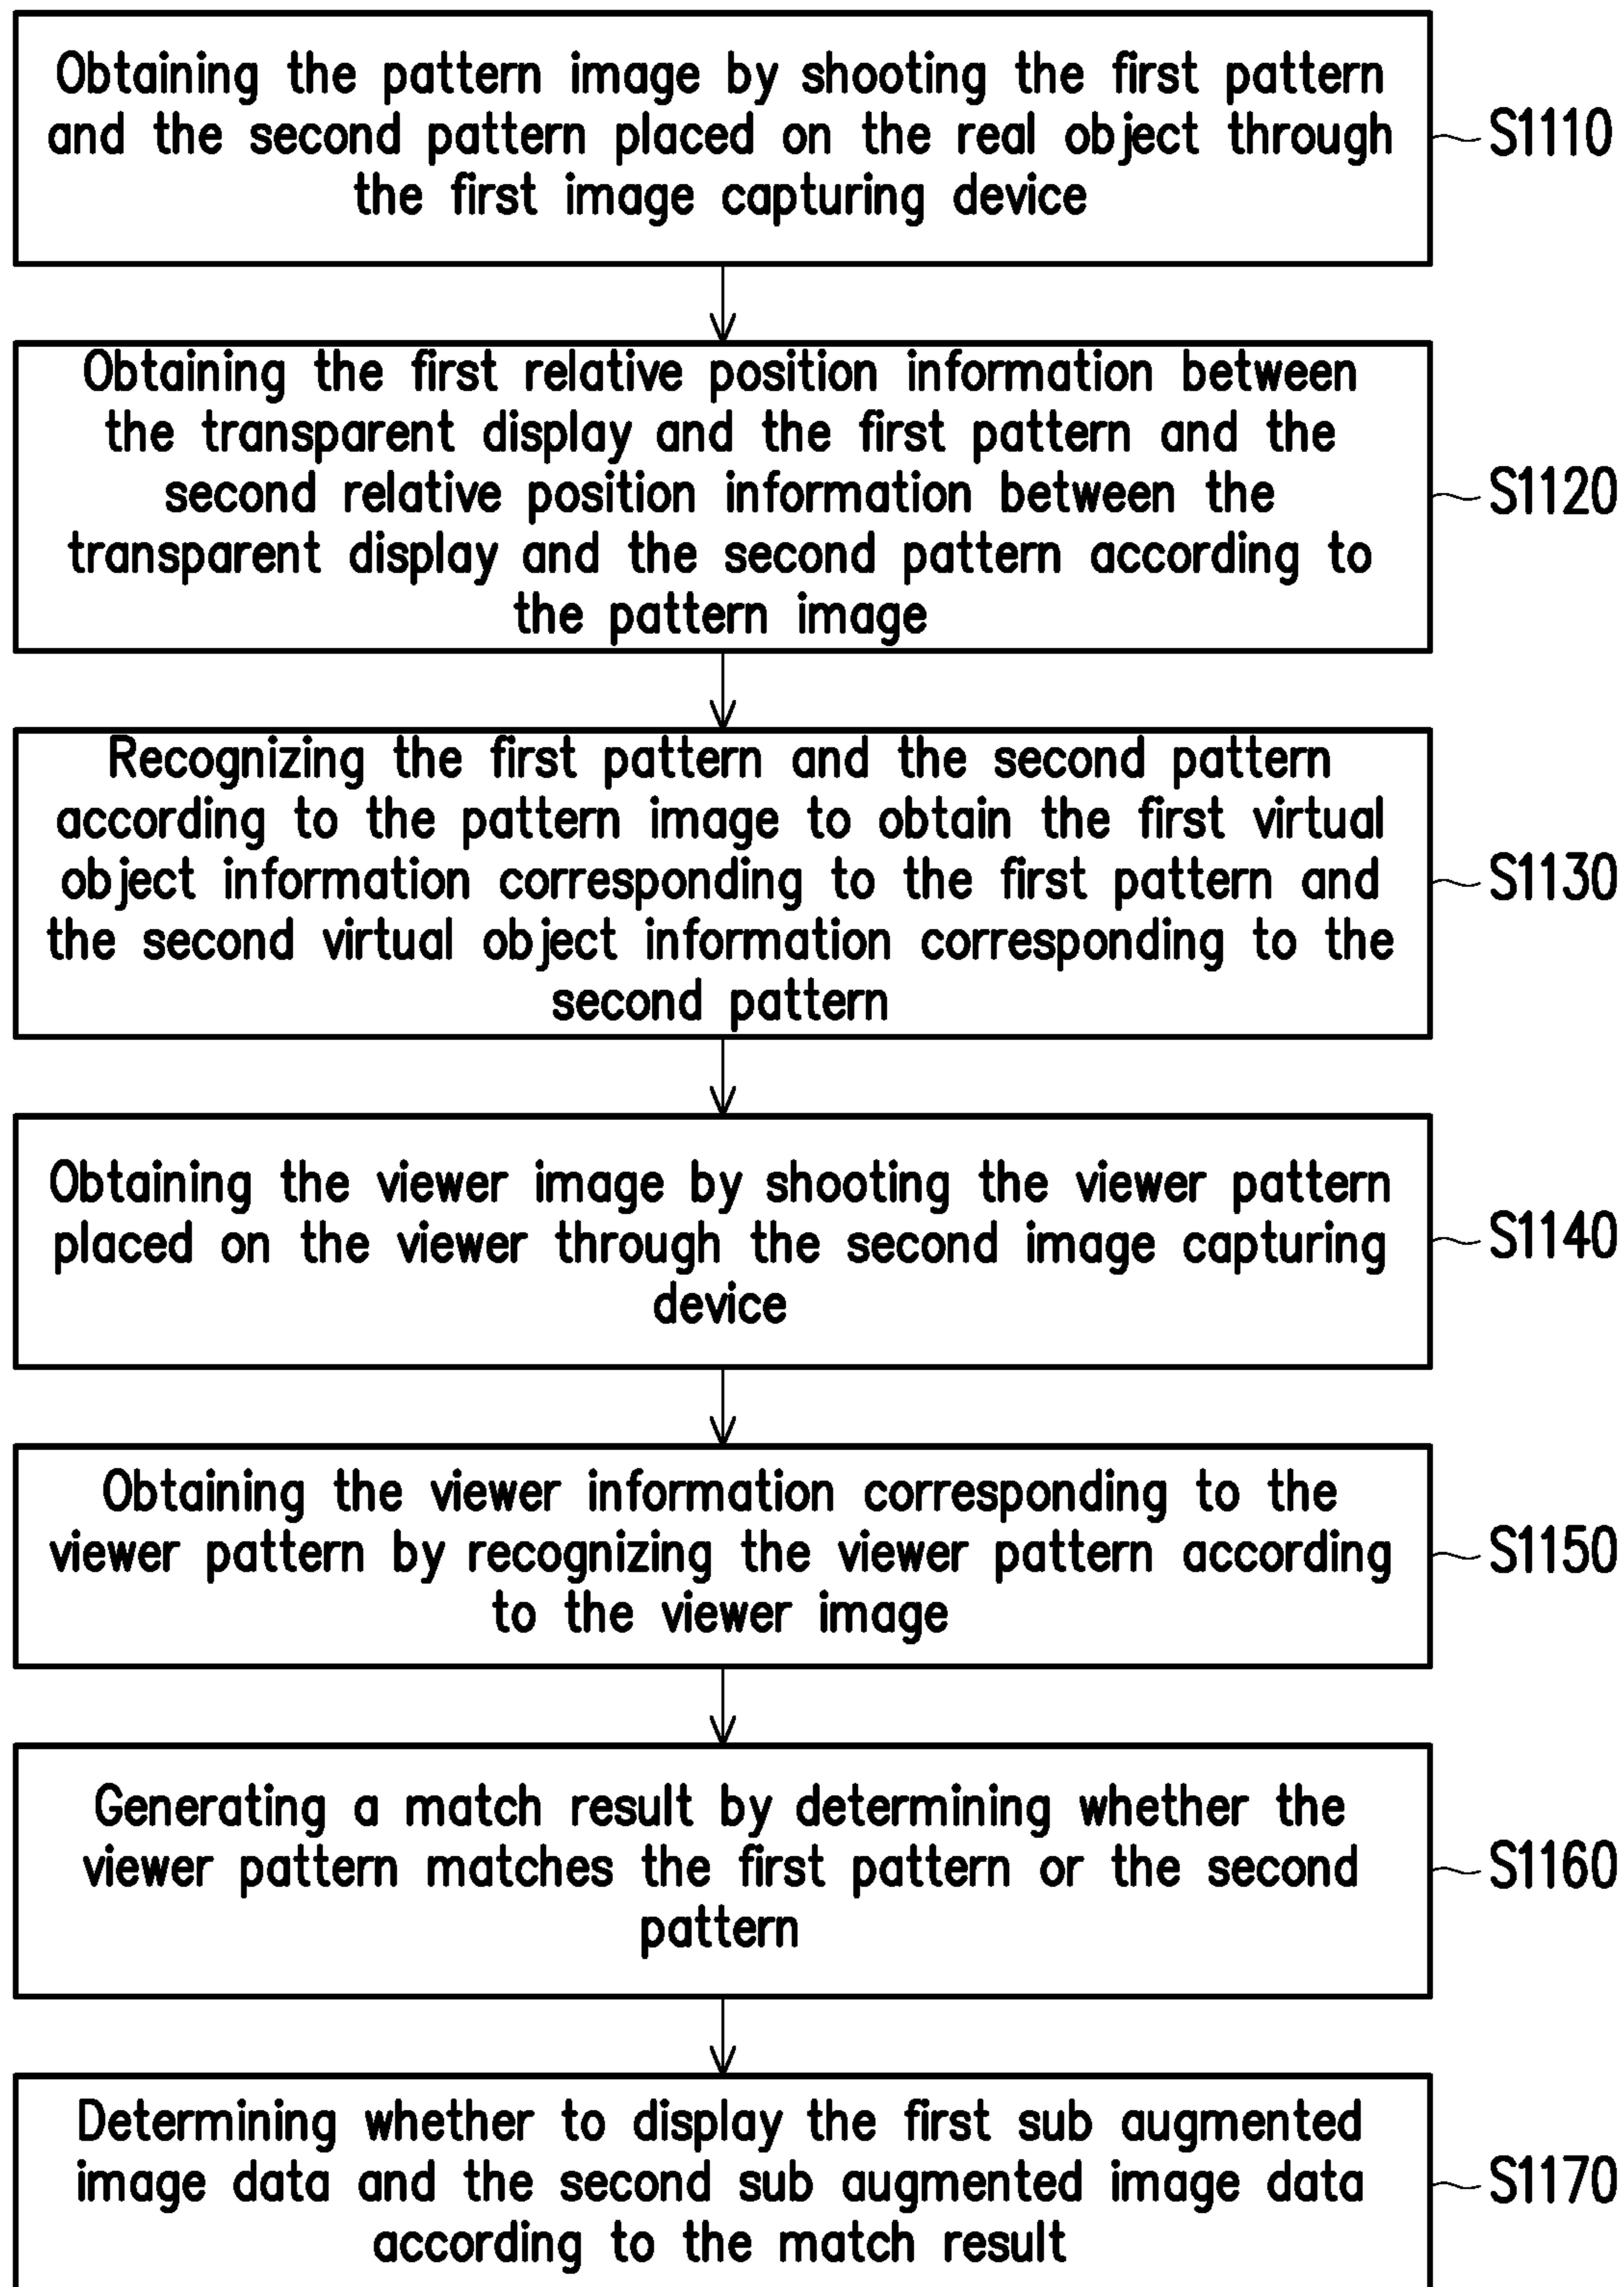 Obtaining the pattern image by shooting the first pattern
and the second pattern placed on the real object through
the first image capturing device
S1110
Obtaining the first relative position information between
the transparent display and the first pattern and the
second relative position information between the
transparent display and the second pattern according to
the pattern image
S1120
Recognizing the first pattern and the second pattern
according to the pattern image to obtain the first virtual
object information corresponding to the first pattern and
the second virtual object information corresponding to the
second pattern
S1130
Obtaining the viewer image by shooting the viewer pattern
placed on the viewer through the second image capturing
device
S1140
Obtaining the viewer information corresponding to the
viewer pattern by recognizing the viewer pattern according
to the viewer image
S1150
Generating a match result by determining whether the
viewer pattern matches the first pattern or the second
pattern
S1160
Determining whether to display the first sub augmented
image data and the second sub augmented image data
according to the match result
S1170